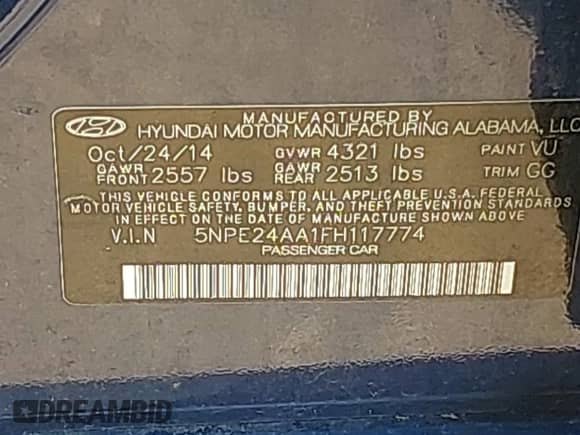 MANUFACTURED BY
HYUNDAI MOTOR MANUFACTURING ALABAMA, LLC
Oct/24/14 GVWR 4321 lbs PAINT VU
GAWR FRONT 2557 lbs GAWR REAR 2513 lbs TRIM GG
THIS VEHICLE CONFORMS TO ALL APPLICABLE U.S.A. FEDERAL
MOTOR VEHICLE SAFETY, BUMPER, AND THEFT PREVENTION STANDARDS
IN EFFECT ON THE DATE OF MANUFACTURE SHOWN ABOVE
V.I.N 5NPE24AA1FH117774
PASSENGER CAR
DREAMBID